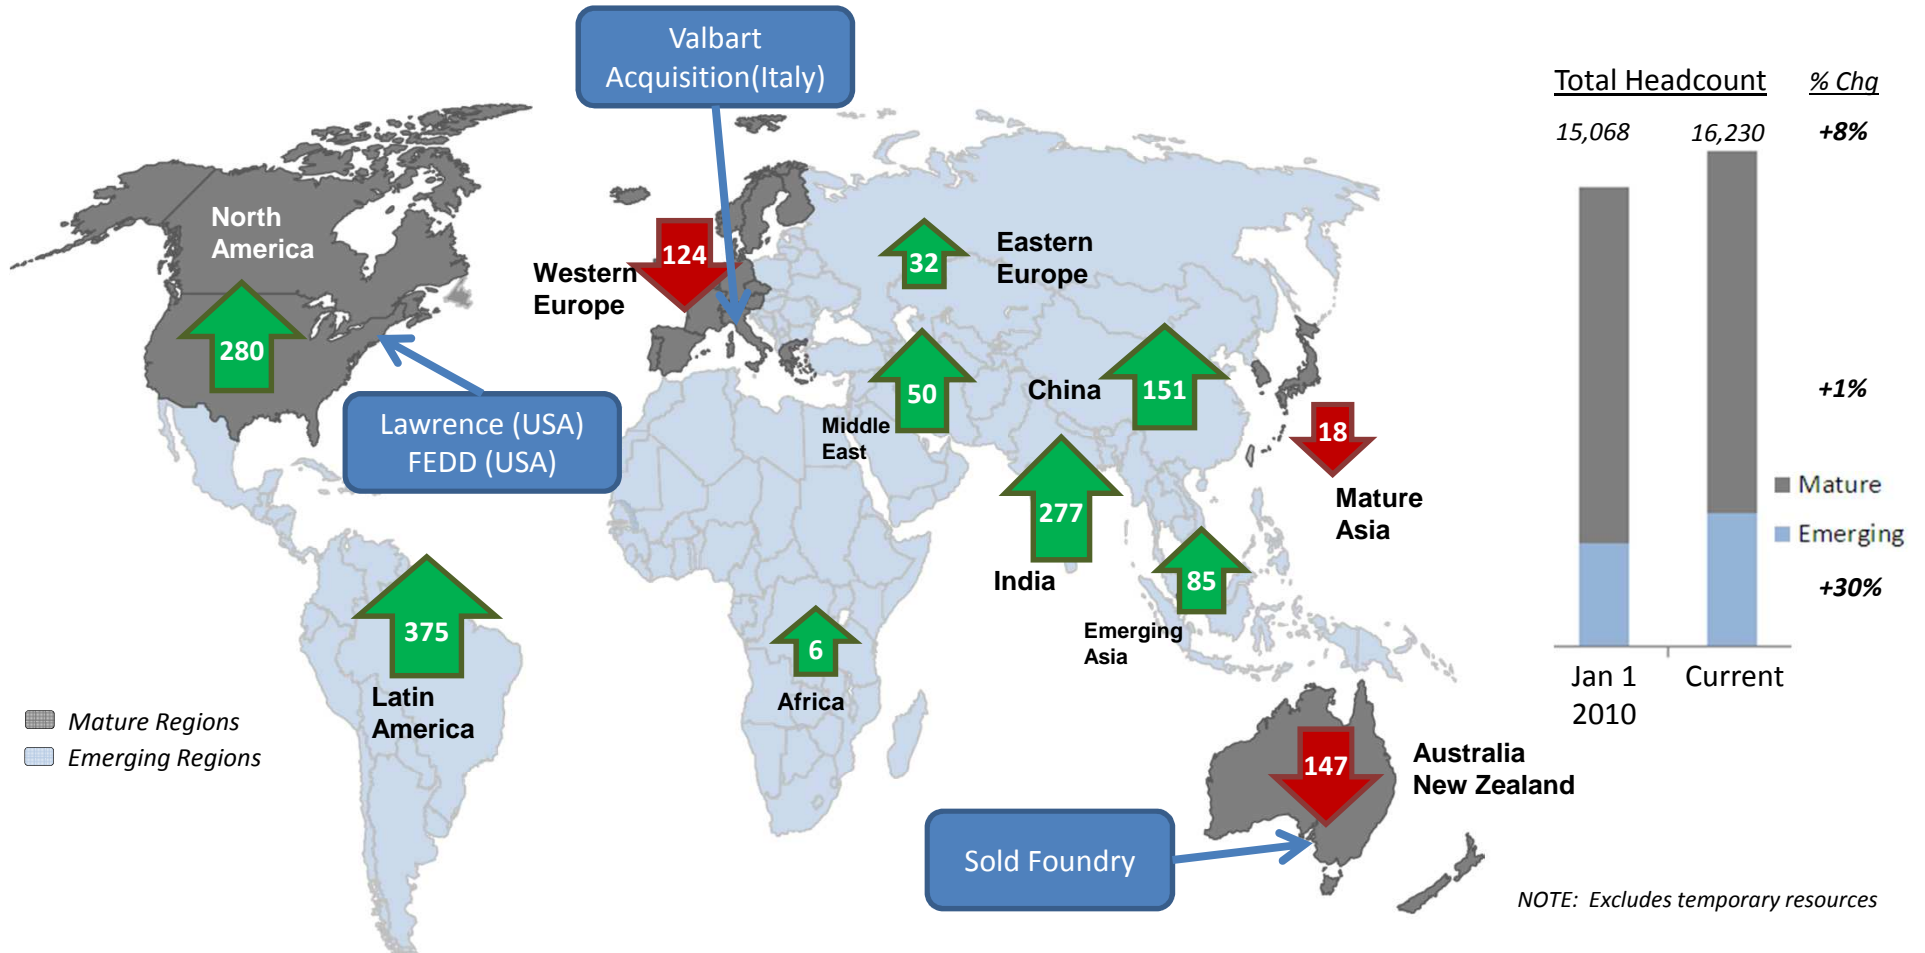 Valbart
Acquisition(Italy)
Total Headcount
% Chg
15,068
16,230
+8%
North
America
280
Western
Europe
124
32
Eastern
Europe
Lawrence (USA)
FEDD (USA)
50
Middle
East
China
151
18
Mature
Asia
277
India
85
Emerging
Asia
+1%
Mature
Emerging
+30%
Jan 1
2010
Current
375
Latin
America
6
Africa
Mature Regions
Emerging Regions
147
Australia
New Zealand
Sold Foundry
NOTE: Excludes temporary resources